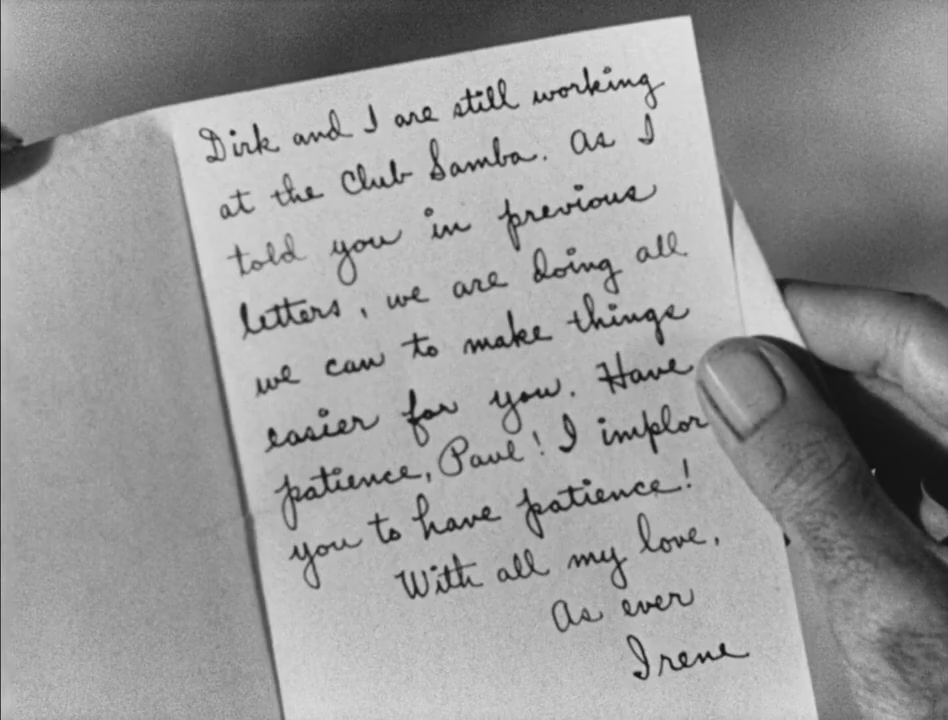 Dirk and I are still working
at the Club Samba. As I
told you in previous
letters, we are doing all
we can to make things
easier for you. Have
patience, Paul! I implor
you to have patience!
With all my love,
As ever
Irene